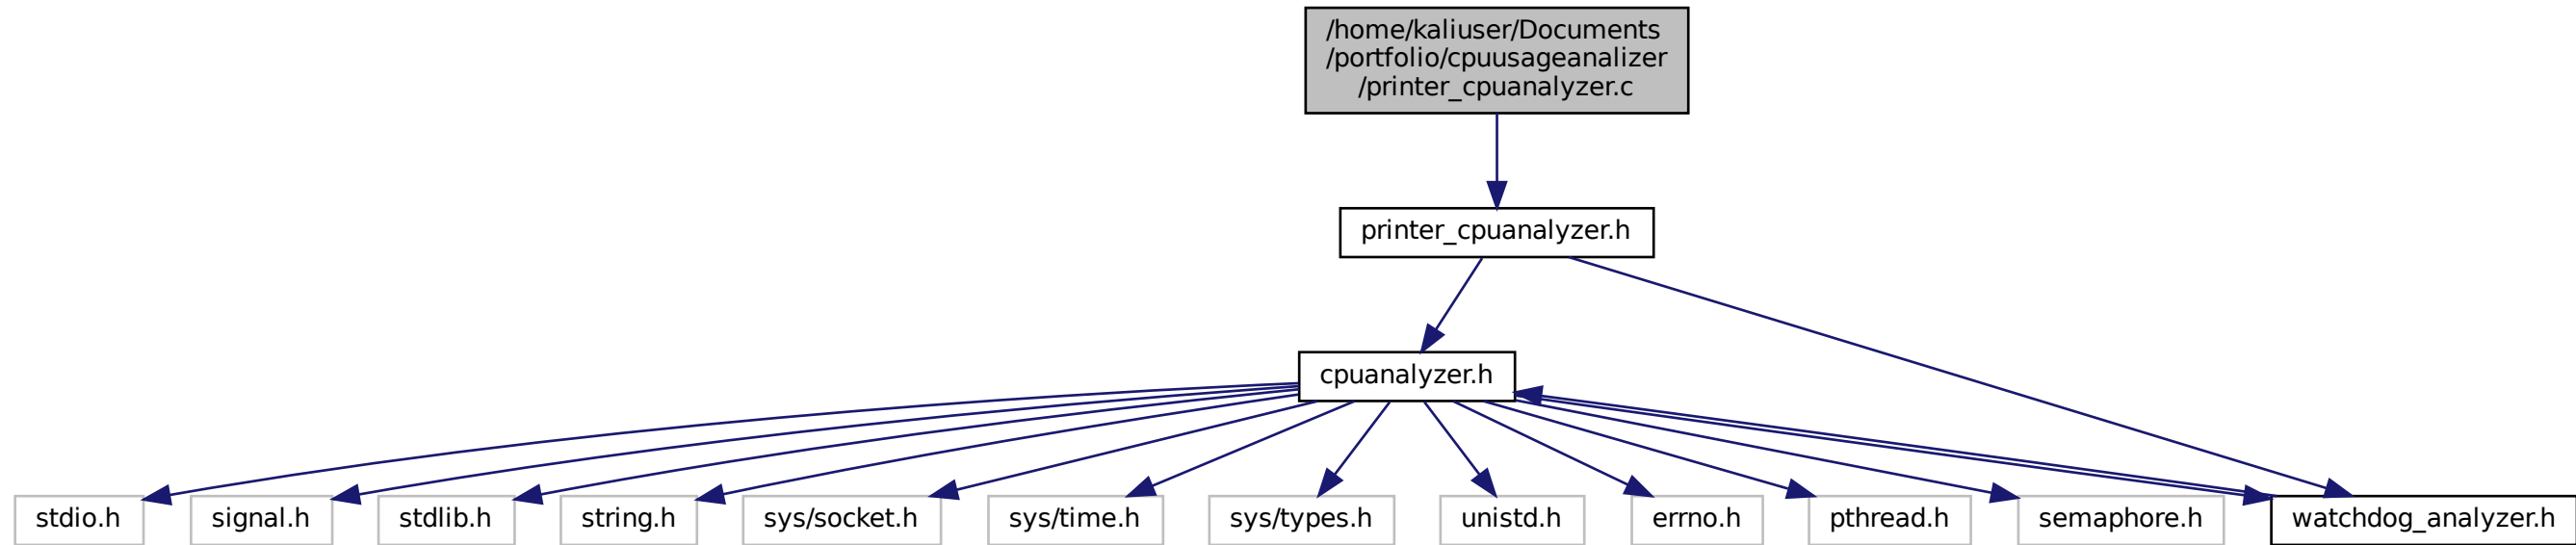 /home/kaliuser/Documents
/portfolio/cpuusageanalizer
/printer_cpuanalyzer.c
printer_cpuanalyzer.h
cpuanalyzer.h
stdio.h
signal.h
stdlib.h
string.h
sys/socket.h
sys/time.h
sys/types.h
unistd.h
errno.h
pthread.h
semaphore.h
watchdog_analyzer.h